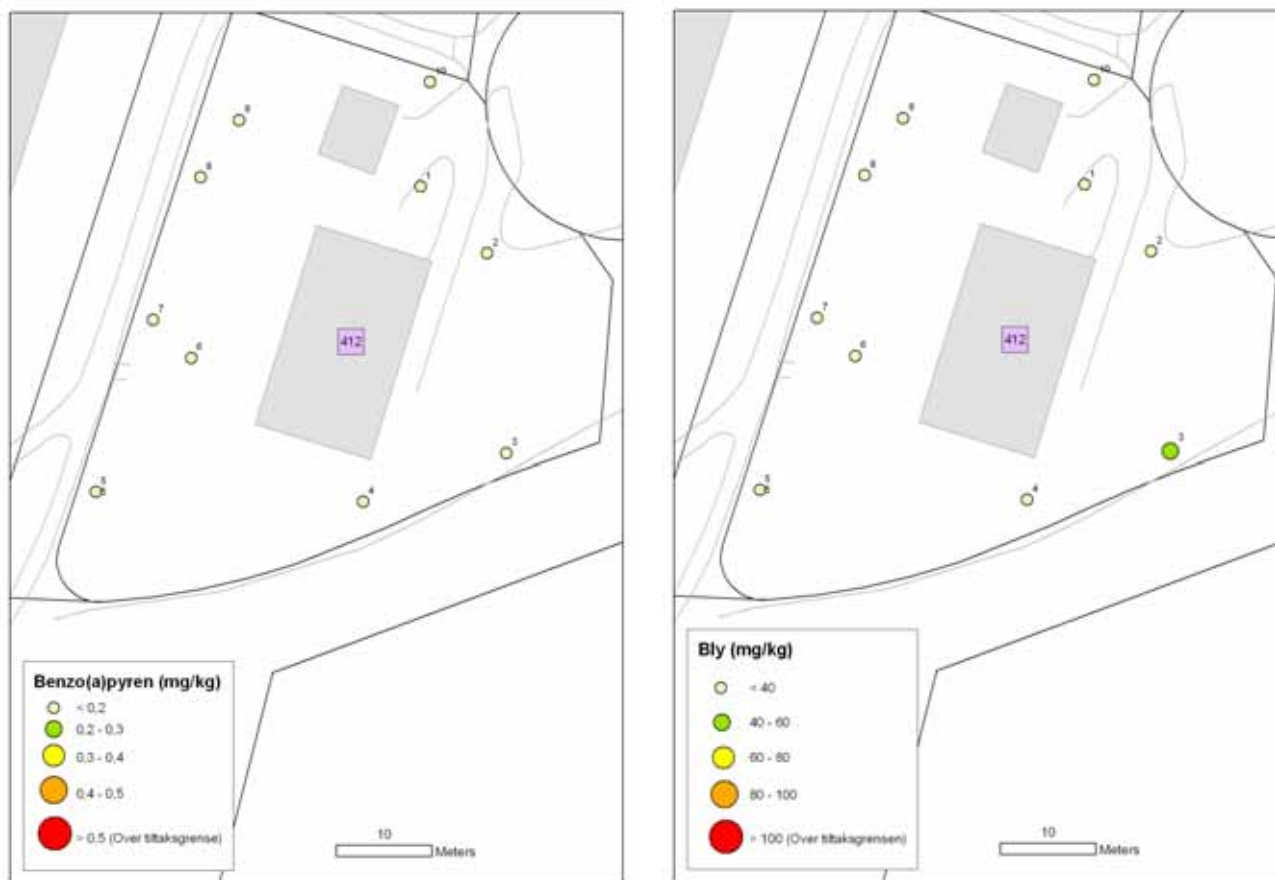 10
9
8
1
2
7
412
6
3
5
4
Benzo(a)pyren (mg/kg)
< 0,2
0,2 - 0,3
0,3 - 0,4
0,4 - 0,5
> 0.5 (Over tiltaksgrense)
10
Meters
10
9
8
1
2
7
412
6
3
5
4
Bly (mg/kg)
< 40
40 - 60
60 - 80
80 - 100
> 100 (Over tiltaksgrensen)
10
Meters